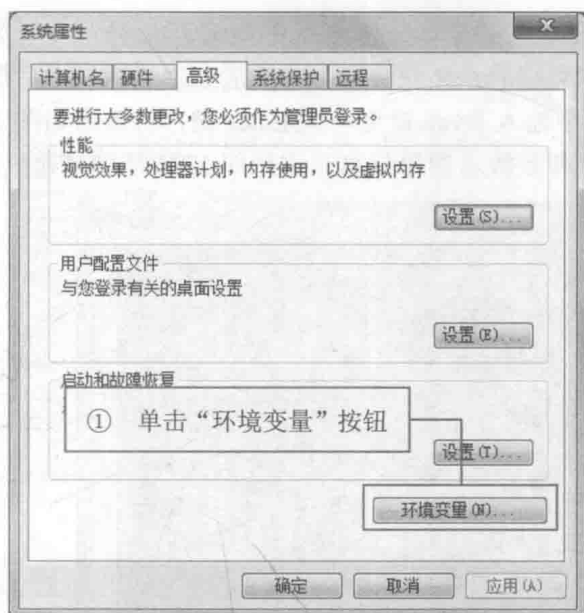 系统属性
计算机名 硬件 高级 系统保护 远程
要进行大多数更改，您必须作为管理员登录。
性能
视觉效果，处理器计划，内存使用，以及虚拟内存
设置(S)...
用户配置文件
与您登录有关的桌面设置
设置(E)...
启动和故障恢复
① 单击“环境变量”按钮
设置(T)...
环境变量(N)...
确定 取消 应用(A)